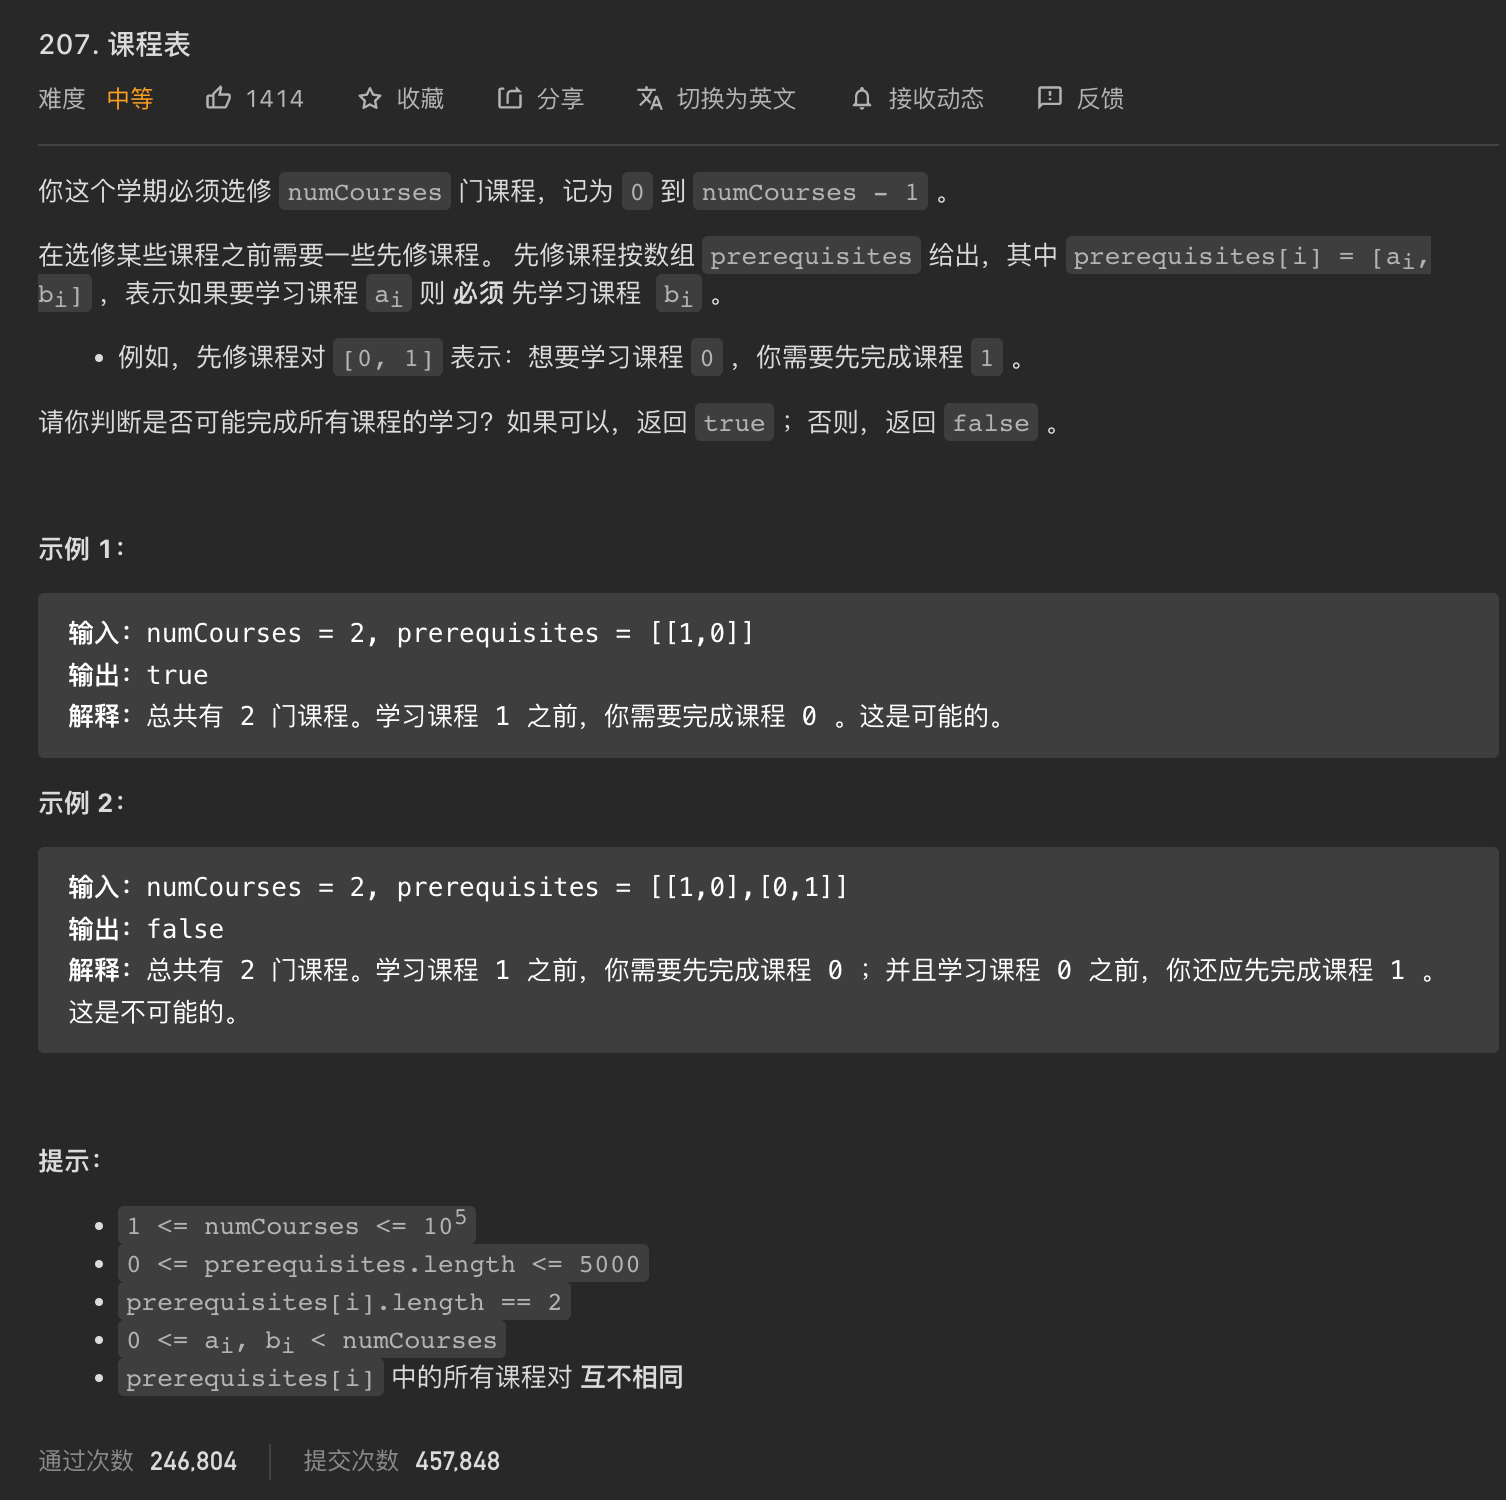 207. 课程表
难度 中等 1414 收藏 分享 切换为英文 接收动态 反馈
你这个学期必须选修 numCourses 门课程，记为 0 到 numCourses - 1 。
在选修某些课程之前需要一些先修课程。 先修课程按数组 prerequisites 给出，其中 prerequisites[i] = [ai,
bi] ，表示如果要学习课程 ai 则 必须 先学习课程 bi 。
• 例如，先修课程对 [0, 1] 表示：想要学习课程 0 ，你需要先完成课程 1 。
请你判断是否可能完成所有课程的学习？如果可以，返回 true ；否则，返回 false 。
示例 1：
输入：numCourses = 2, prerequisites = [[1,0]]
输出：true
解释：总共有 2 门课程。学习课程 1 之前，你需要完成课程 0 。这是可能的。
示例 2：
输入：numCourses = 2, prerequisites = [[1,0],[0,1]]
输出：false
解释：总共有 2 门课程。学习课程 1 之前，你需要先完成课程 0 ；并且学习课程 0 之前，你还应先完成课程 1 。
这是不可能的。
提示：
• 1 <= numCourses <= 10⁵
• 0 <= prerequisites.length <= 5000
• prerequisites[i].length == 2
• 0 <= ai, bi < numCourses
• prerequisites[i] 中的所有课程对 互不相同
通过次数 246,804 提交次数 457,848